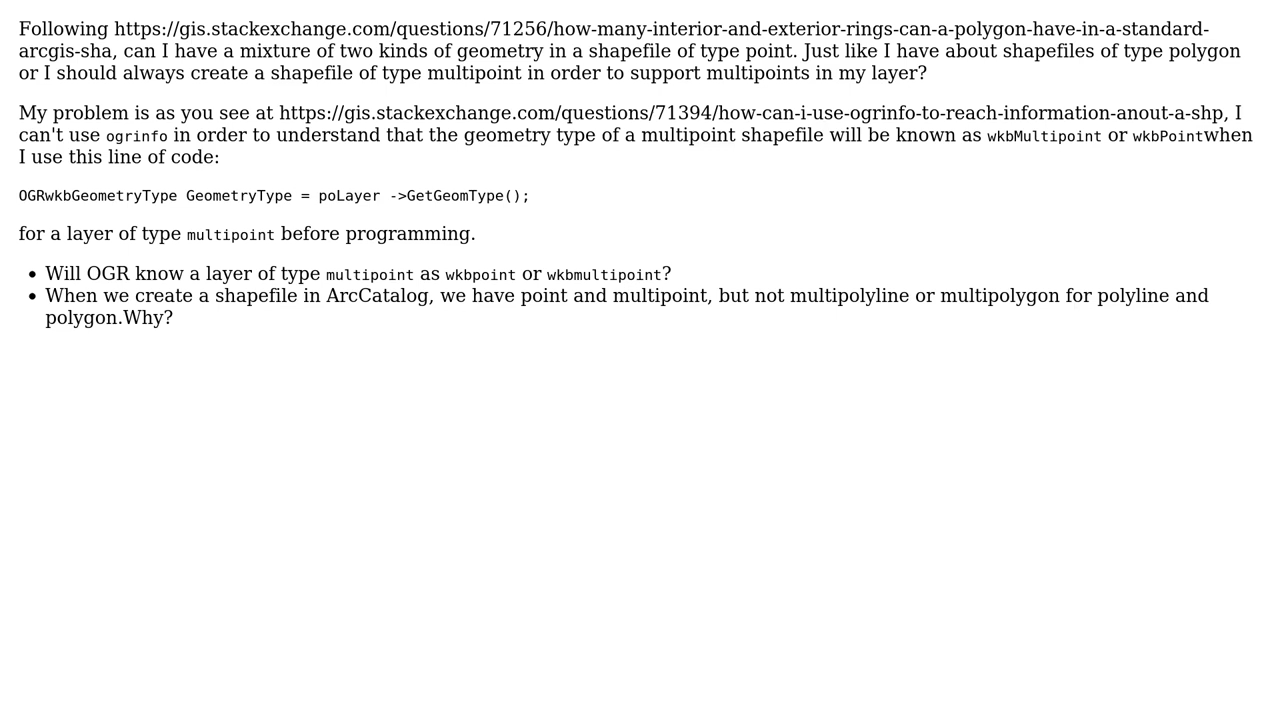 Following https://gis.stackexchange.com/questions/71256/how-many-interior-and-exterior-rings-can-a-polygon-have-in-a-standard-
arcgis-sha, can I have a mixture of two kinds of geometry in a shapefile of type point. Just like I have about shapefiles of type polygon
or I should always create a shapefile of type multipoint in order to support multipoints in my layer?
My problem is as you see at https://gis.stackexchange.com/questions/71394/how-can-i-use-ogrinfo-to-reach-information-anout-a-shp, I
can't use ogrinfo in order to understand that the geometry type of a multipoint shapefile will be known as wkbMultipoint or wkbPointwhen
I use this line of code:
OGRwkbGeometryType GeometryType = poLayer ->GetGeomType();
for a layer of type multipoint before programming.
• Will OGR know a layer of type multipoint as wkbpoint or wkbmultipoint?
• When we create a shapefile in ArcCatalog, we have point and multipoint, but not multipolyline or multipolygon for polyline and
polygon.Why?